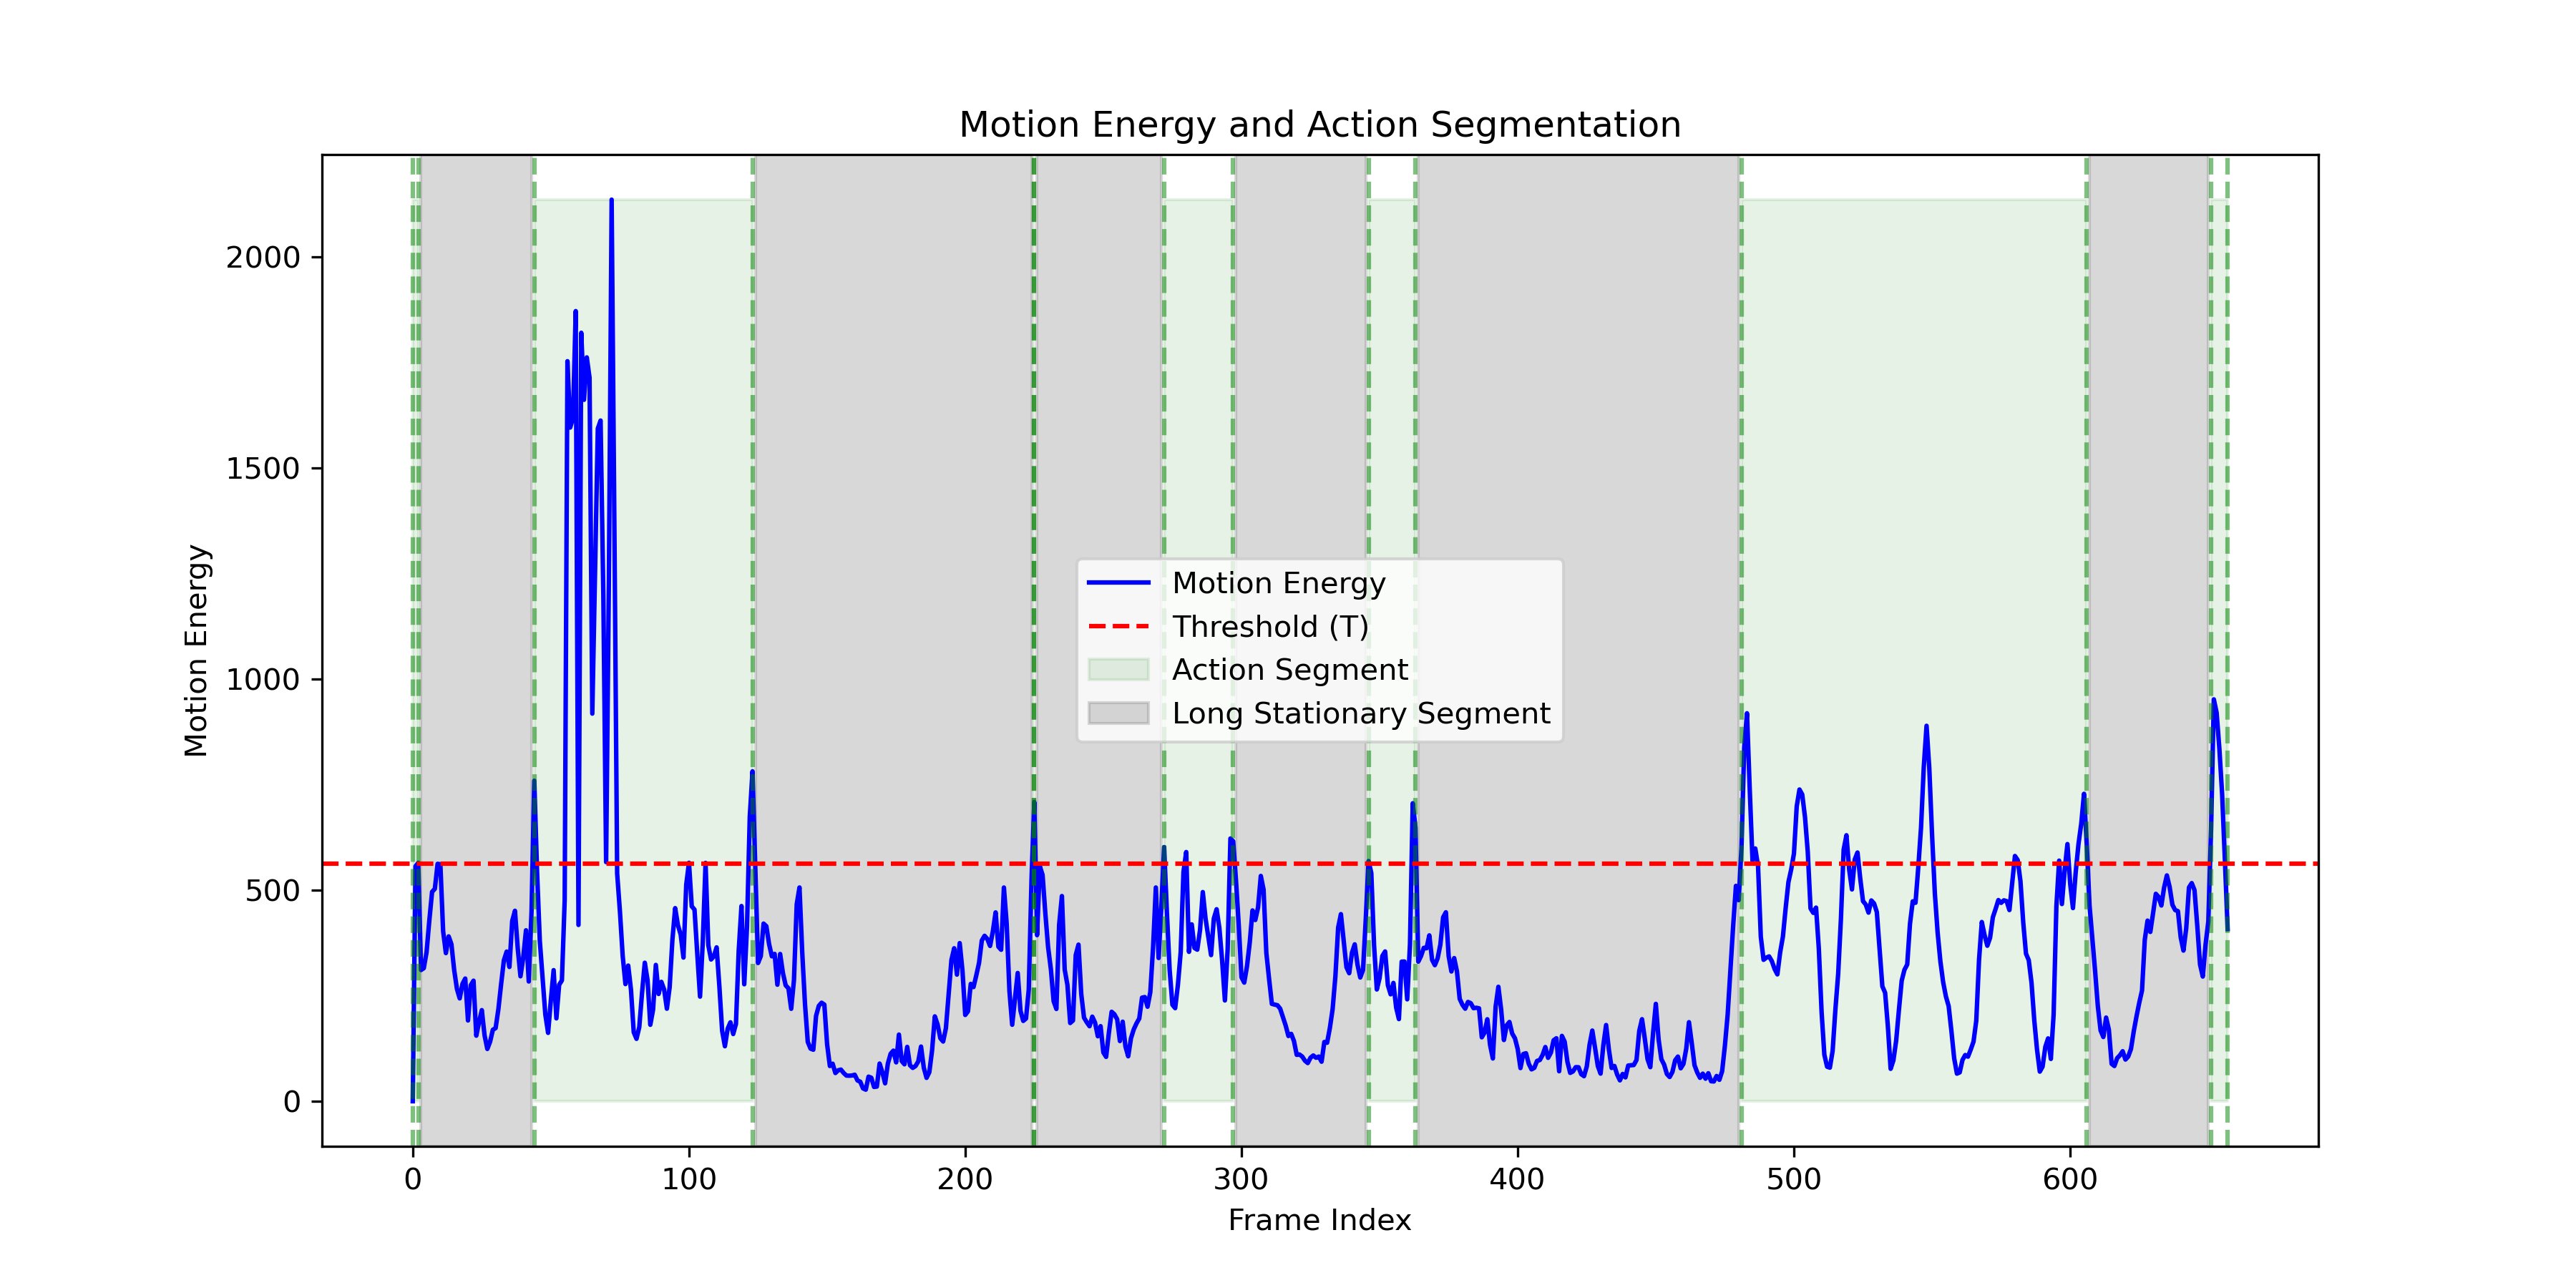 Motion Energy and Action Segmentation
2000
1500
1000
500
0
Motion Energy
Motion Energy
Threshold (T)
Action Segment
Long Stationary Segment
0 100 200 300 400 500 600
Frame Index